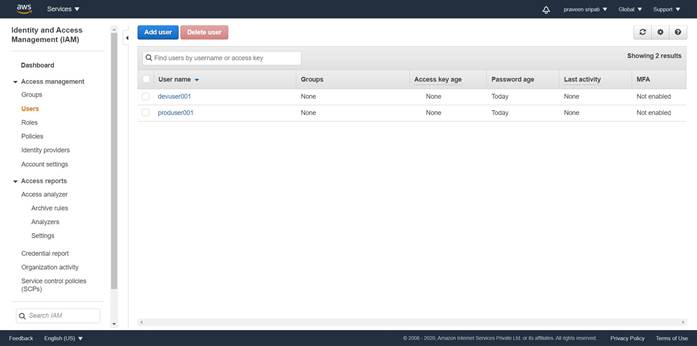 aws
Services
praveen sripati
Global
Support
Identity and Access
Management (IAM)
Dashboard
Access management
Groups
Users
Roles
Policies
Identity providers
Account settings
Access reports
Access analyzer
Archive rules
Analyzers
Settings
Credential report
Organization activity
Service control policies
(SCPs)
Search IAM
Add user
Delete user
Find users by username or access key
Showing 2 results
User name Groups Access key age Password age Last activity MFA
devuser001 None None Today None Not enabled
produser001 None None Today None Not enabled
Feedback English (US) © 2008 - 2020, Amazon Internet Services Private Ltd. or its affiliates. All rights reserved. Privacy Policy Terms of Use